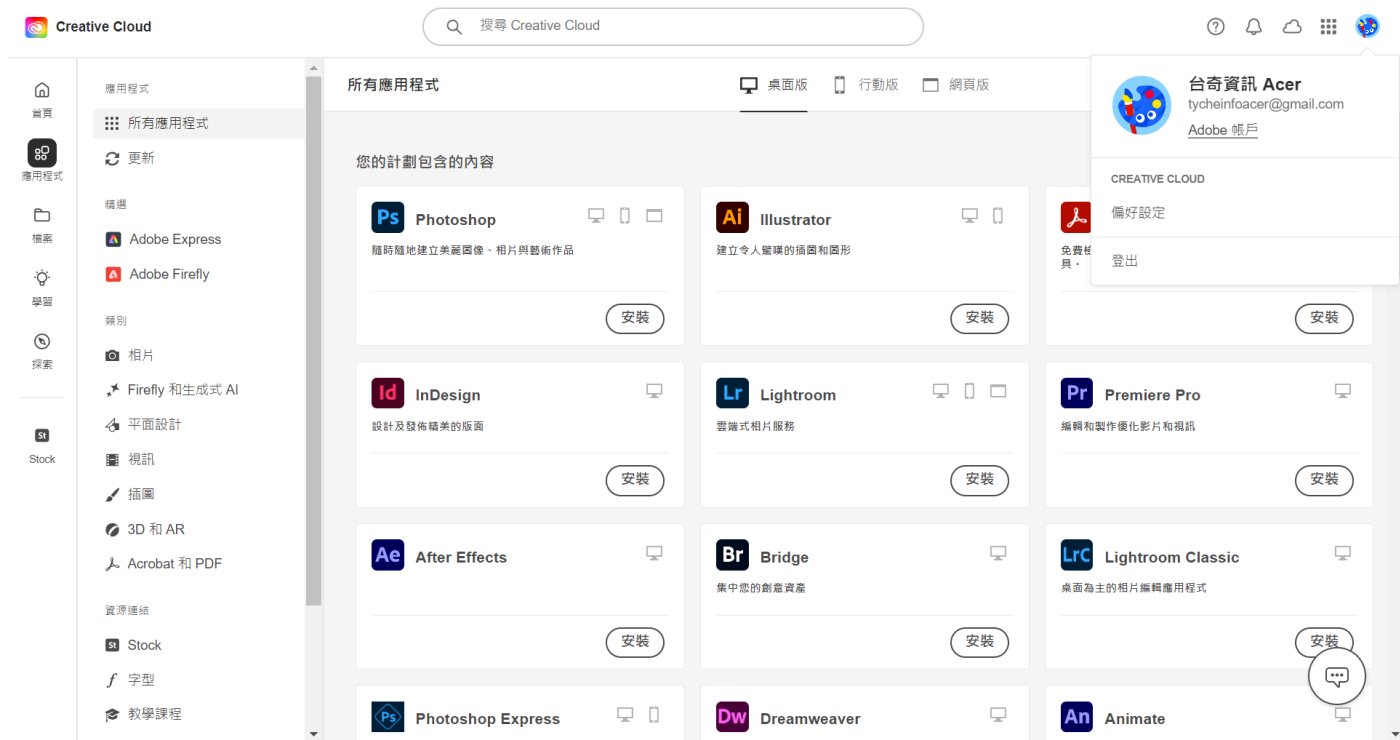 Creative Cloud
搜尋 Creative Cloud
台奇資訊 Acer
tycheinfoacer@gmail.com
Adobe 帳戶
CREATIVE CLOUD
偏好設定
登出
首頁
應用程式
檔案
學習
探索
St
Stock
應用程式
所有應用程式
更新
精選
Adobe Express
Adobe Firefly
類別
相片
Firefly 和生成式 AI
平面設計
視訊
插圖
3D 和 AR
Acrobat 和 PDF
資源連結
St Stock
字型
教學課程
所有應用程式
桌面版
行動版
網頁版
您的計劃包含的內容
Ps Photoshop
隨時隨地建立美麗圖像、相片與藝術作品
安裝
Ai Illustrator
建立令人驚嘆的插圖和圖形
安裝
免費檢
具。
安裝
Id InDesign
設計及發佈精美的版面
安裝
Lr Lightroom
雲端式相片服務
安裝
Pr Premiere Pro
編輯和製作優化影片和視訊
安裝
Ae After Effects
安裝
Br Bridge
集中您的創意資產
安裝
LrC Lightroom Classic
桌面為主的相片編輯應用程式
安裝
Ps Photoshop Express
Dw Dreamweaver
An Animate